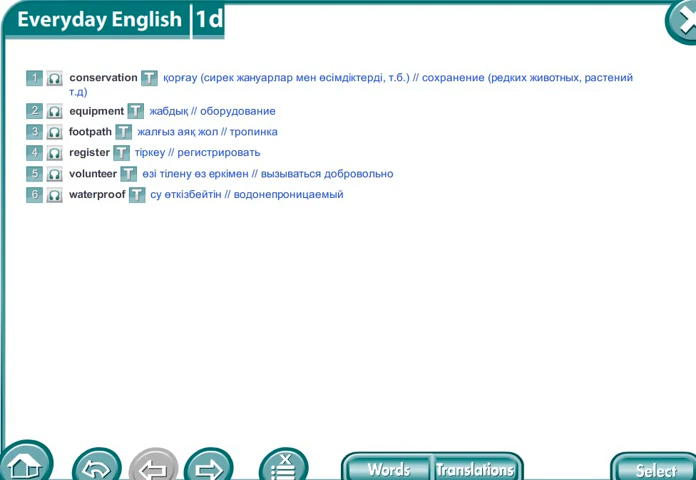 Everyday English 1d
1 conservation T қорғау (сирек жануарлар мен өсімдіктерді, т.б.) // сохранение (редких животных, растений
т.д)
2 equipment T жабдық // оборудование
3 footpath T жалғыз аяқ жол // тропинка
4 register T тіркеу // регистрировать
5 volunteer T өзі тілену өз еркімен // вызываться добровольно
6 waterproof T су өткізбейтін // водонепроницаемый
Words Translations Select